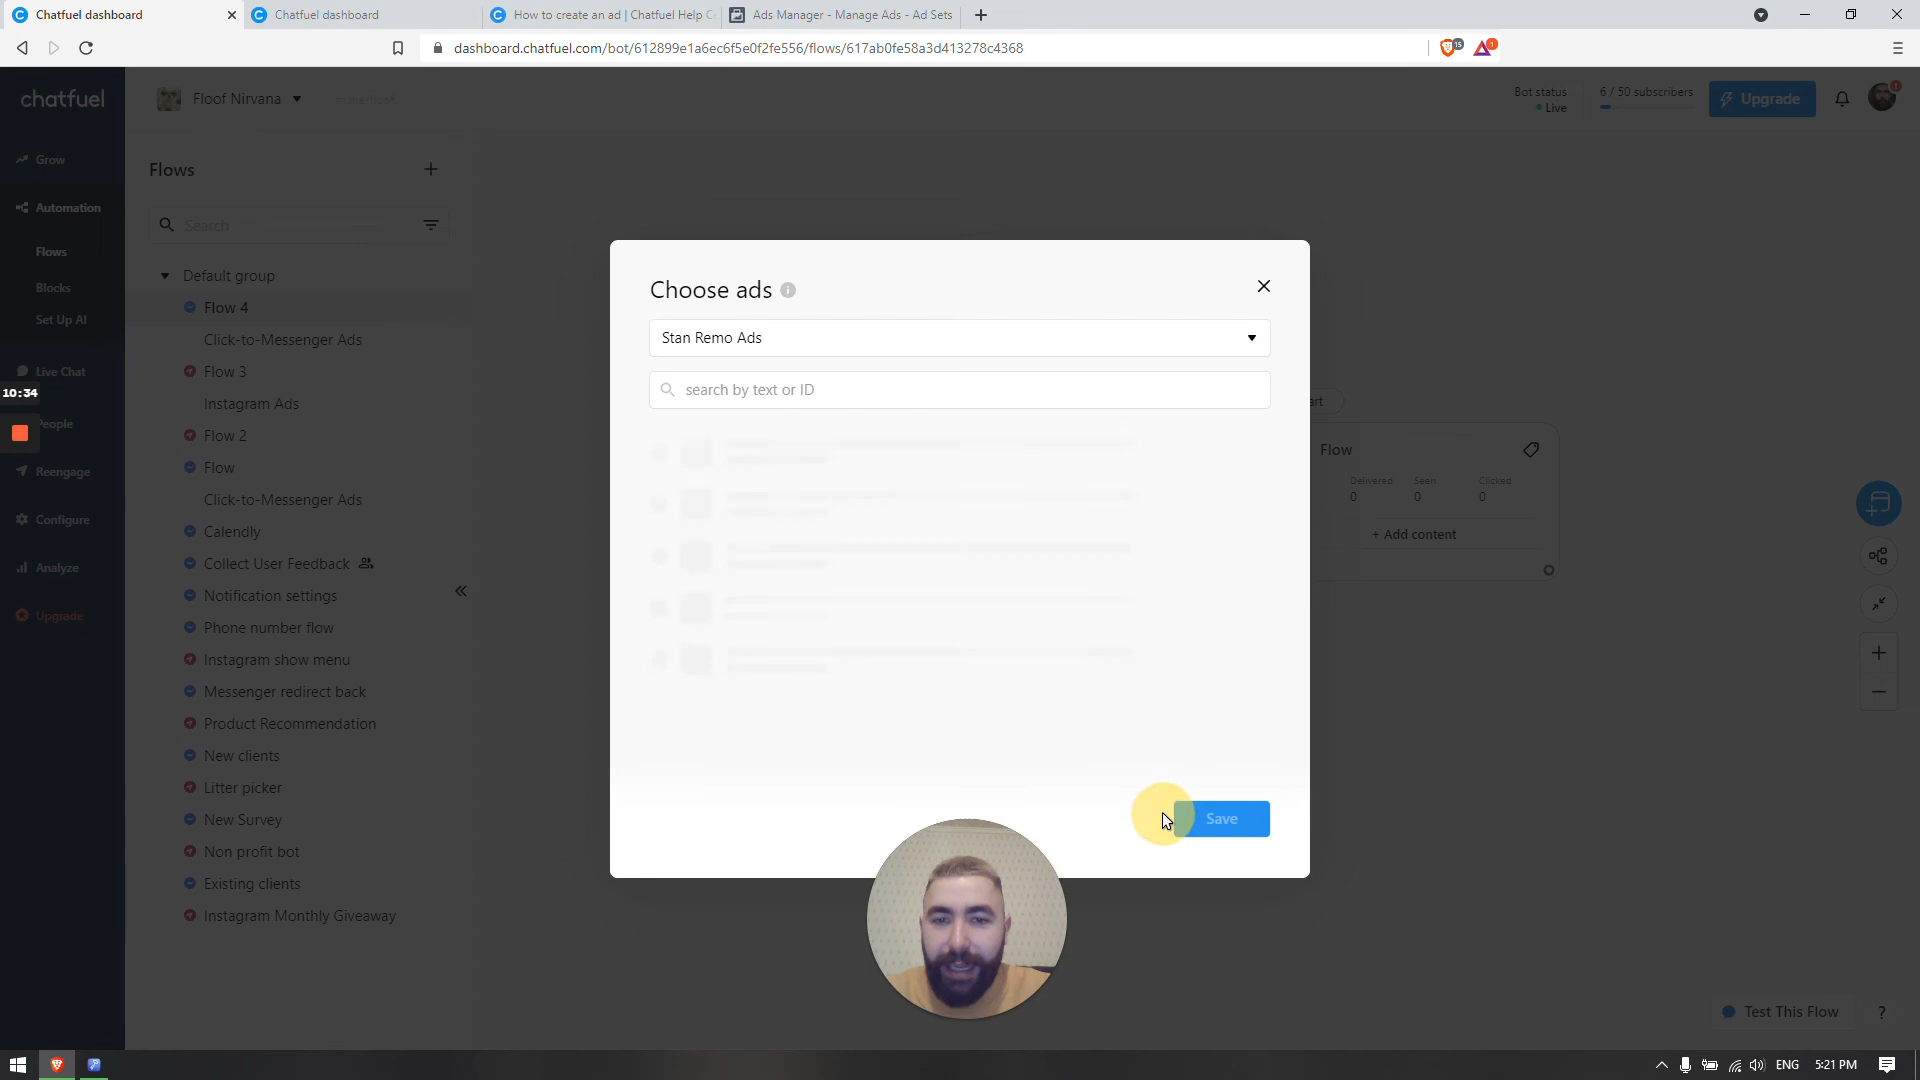 Chatfuel dashboard
Chatfuel dashboard
How to create an ad | Chatfuel Help C
Ads Manager - Manage Ads - Ad Sets
dashboard.chatfuel.com/bot/612899e1a6ec6f5e0f2fe556/flows/617ab0fe58a3d413278c4368
15
1
chatfuel
Floof Nirvana
Bot status
Live
6 / 50 subscribers
Upgrade
Grow
Automation
Flows
Blocks
Set Up AI
Live Chat
10:34
People
Reengage
Configure
Analyze
Upgrade
Flows
Search
Default group
Flow 4
Click-to-Messenger Ads
Flow 3
Instagram Ads
Flow 2
Flow
Click-to-Messenger Ads
Calendly
Collect User Feedback
Notification settings
Phone number flow
Instagram show menu
Messenger redirect back
Product Recommendation
New clients
Litter picker
New Survey
Non profit bot
Existing clients
Instagram Monthly Giveaway
Choose ads
Stan Remo Ads
search by text or ID
Save
art
Flow
Delivered Seen Clicked
0 0 0
+ Add content
Test This Flow
?
ENG
5:21 PM